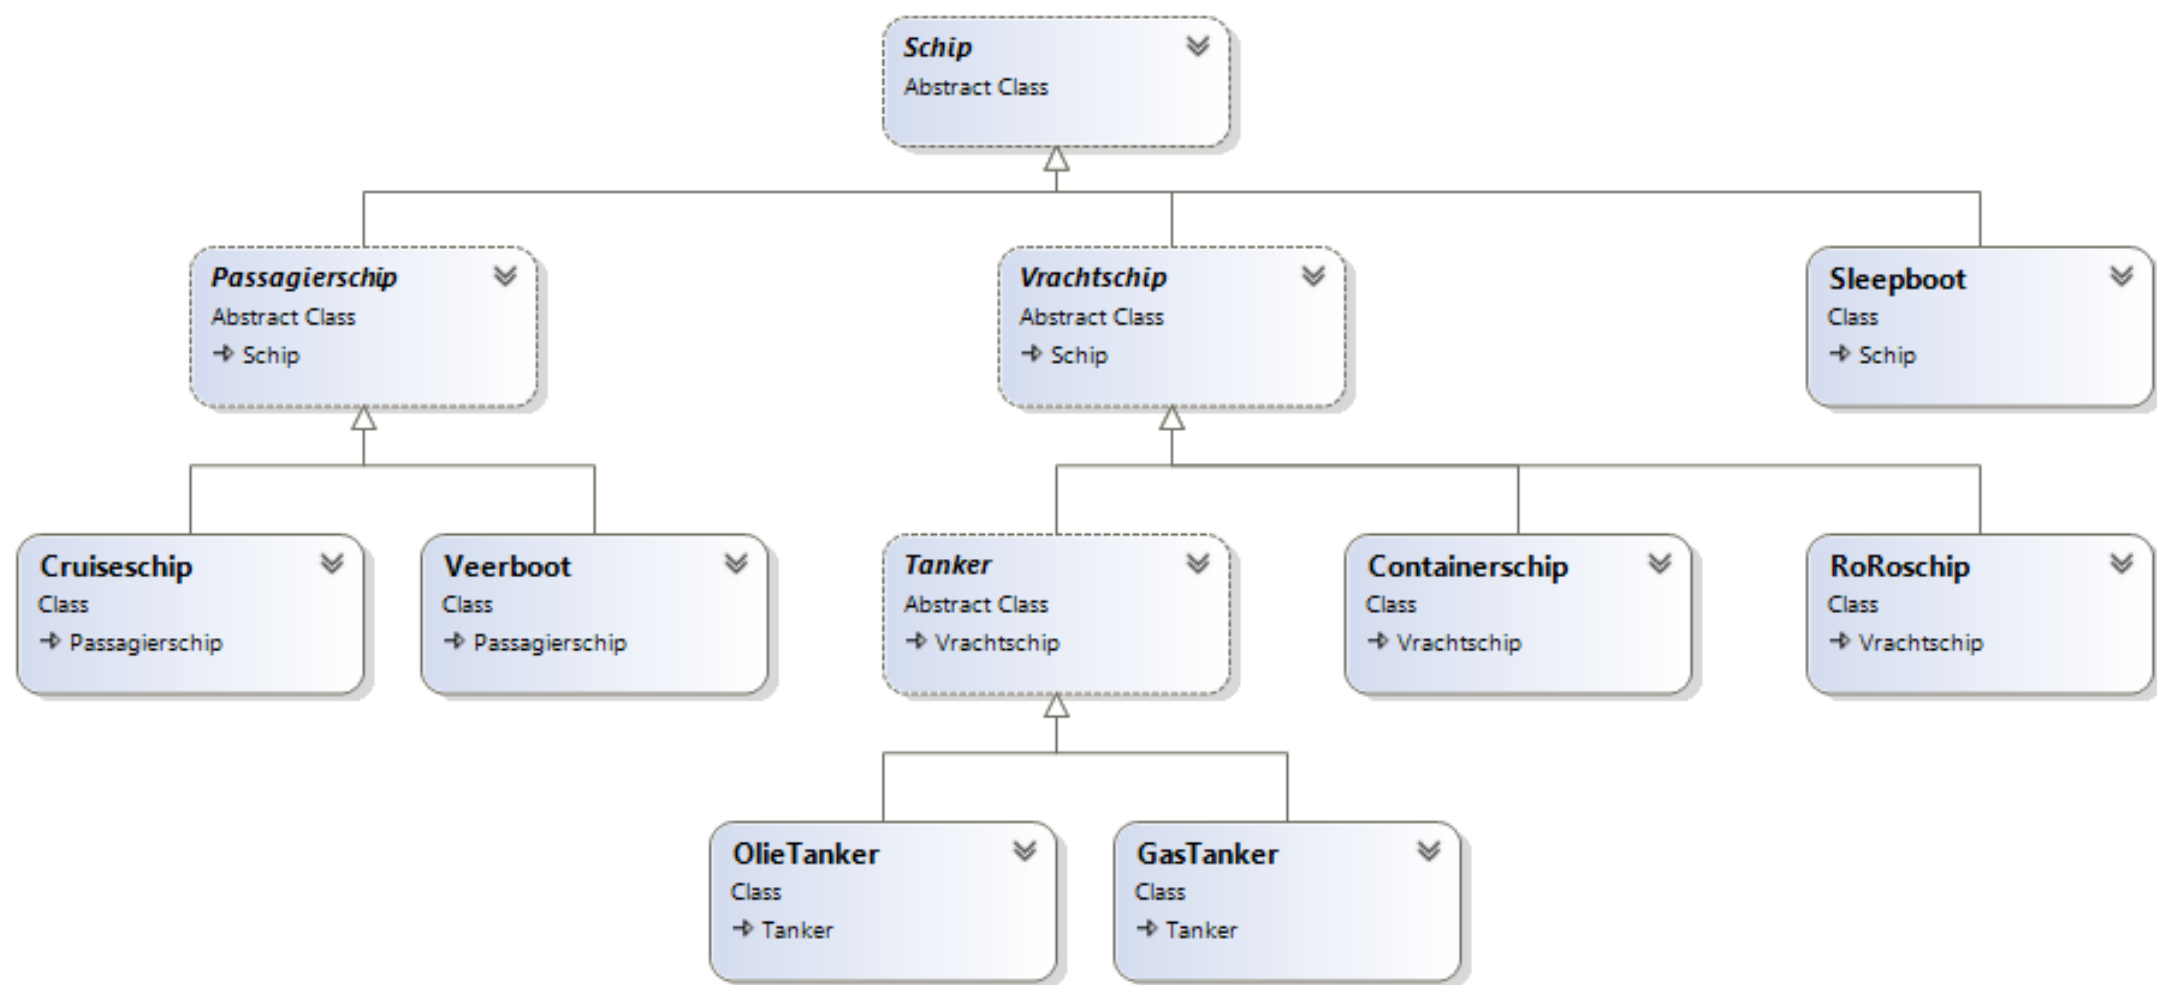 Schip
Abstract Class
Passagierschip
Abstract Class
Schip
Vrachtschip
Abstract Class
Schip
Sleepboot
Class
Schip
Cruiseschip
Class
Passagierschip
Veerboot
Class
Passagierschip
Tanker
Abstract Class
Vrachtschip
Containerschip
Class
Vrachtschip
RoRoschip
Class
Vrachtschip
OlieTanker
Class
Tanker
GasTanker
Class
Tanker